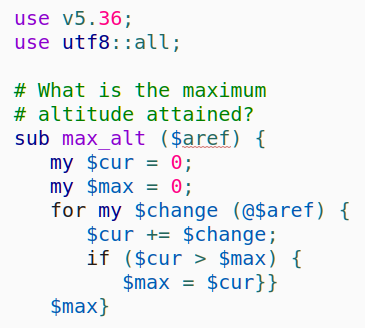 use v5.36;
use utf8::all;

# What is the maximum
# altitude attained?
sub max_alt ($aref) {
   my $cur = 0;
   my $max = 0;
   for my $change (@$aref) {
      $cur += $change;
      if ($cur > $max) {
         $max = $cur}}
   $max}